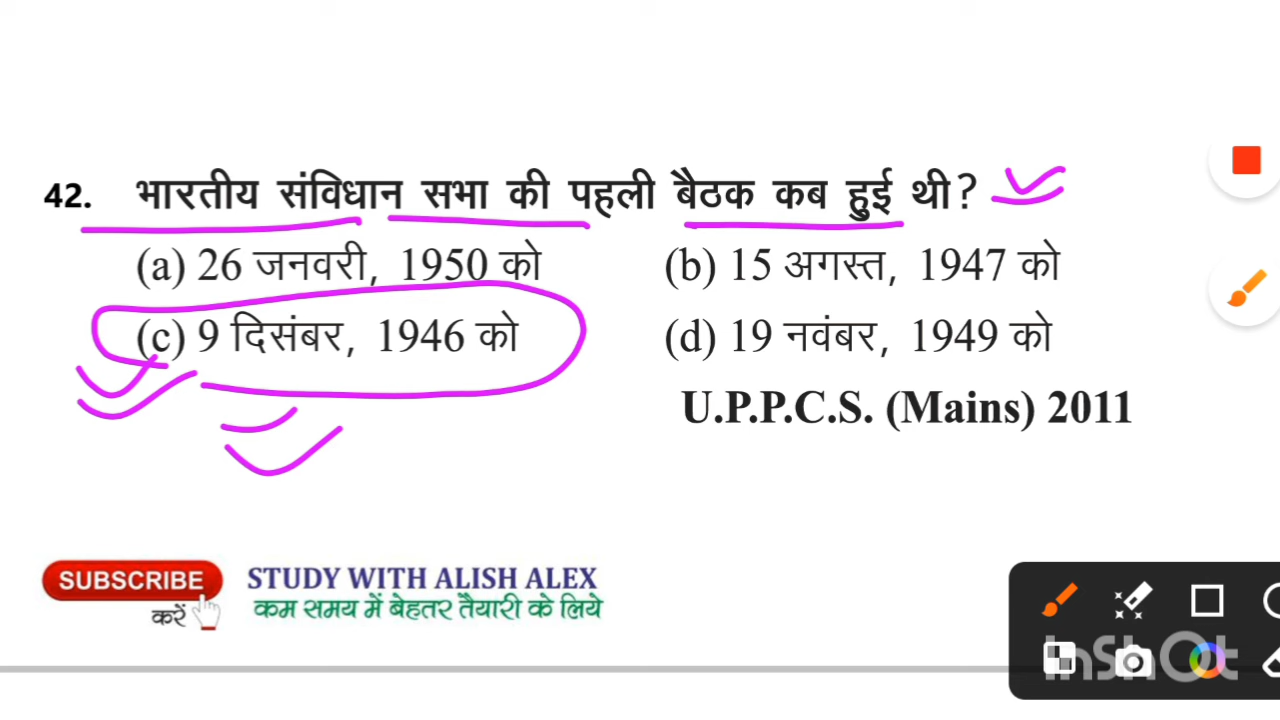 42. भारतीय संविधान सभा की पहली बैठक कब हुई थी?
(a) 26 जनवरी, 1950 को (b) 15 अगस्त, 1947 को
(c) 9 दिसंबर, 1946 को (d) 19 नवंबर, 1949 को
U.P.P.C.S. (Mains) 2011
SUBSCRIBE STUDY WITH ALISH ALEX
करें कम समय में बेहतर तैयारी के लिये
InShOt